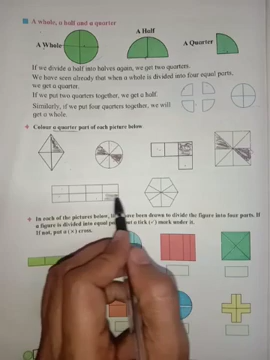 A whole, a half and a quarter
A Half
A Whole
A Quarter
If we divide a half into halves again, we get two quarters.
We have seen already that when a whole is divided into four equal parts,
we get a quarter.
If we put two quarters together, we get a half.
Similarly, if we put four quarters together, we will
get a whole.
Colour a quarter part of each picture below
In each of the pictures below, have been drawn to divide the figure into four parts. If
a figure is divided into equal a tick (✓) mark under it.
If not, put a (×) cross.